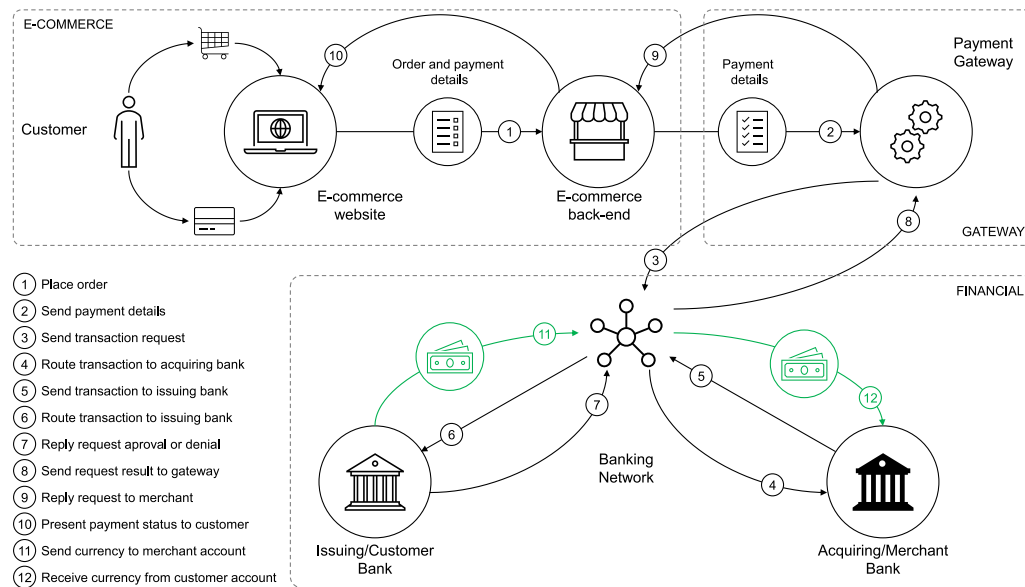 E-COMMERCE
Customer
10
Order and payment
details
1
E-commerce
website
E-commerce
back-end
9
Payment
details
2
Payment
Gateway
8
GATEWAY
3
1 Place order
2 Send payment details
3 Send transaction request
4 Route transaction to acquiring bank
5 Send transaction to issuing bank
6 Route transaction to issuing bank
7 Reply request aproval or denial
8 Send request result to gateway
9 Reply request to merchant
10 Present payment status to customer
11 Send currency to merchant account
12 Receive currency from customer account
FINANCIAL
11
5
12
7
6
4
Banking
Network
Issuing/Customer
Bank
Acquiring/Merchant
Bank